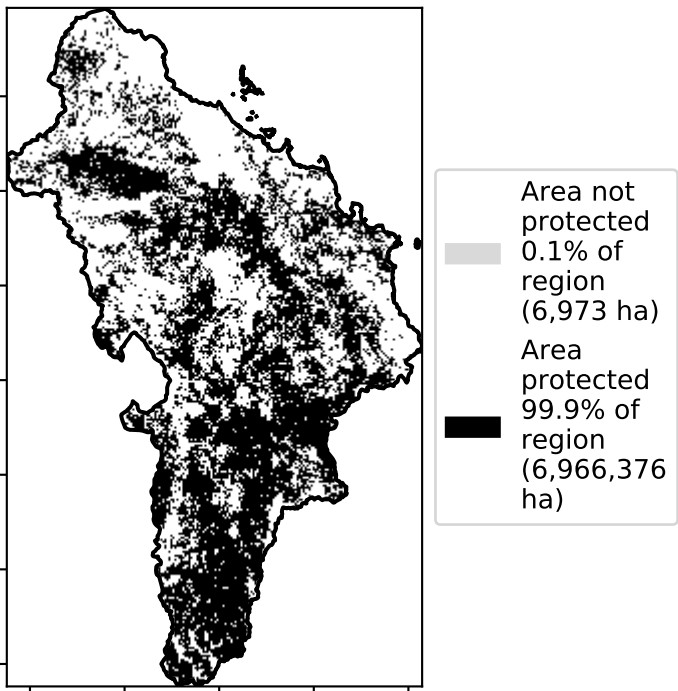 Area not
protected
0.1% of
region
(6,973 ha)
Area
protected
99.9% of
region
(6,966,376
ha)